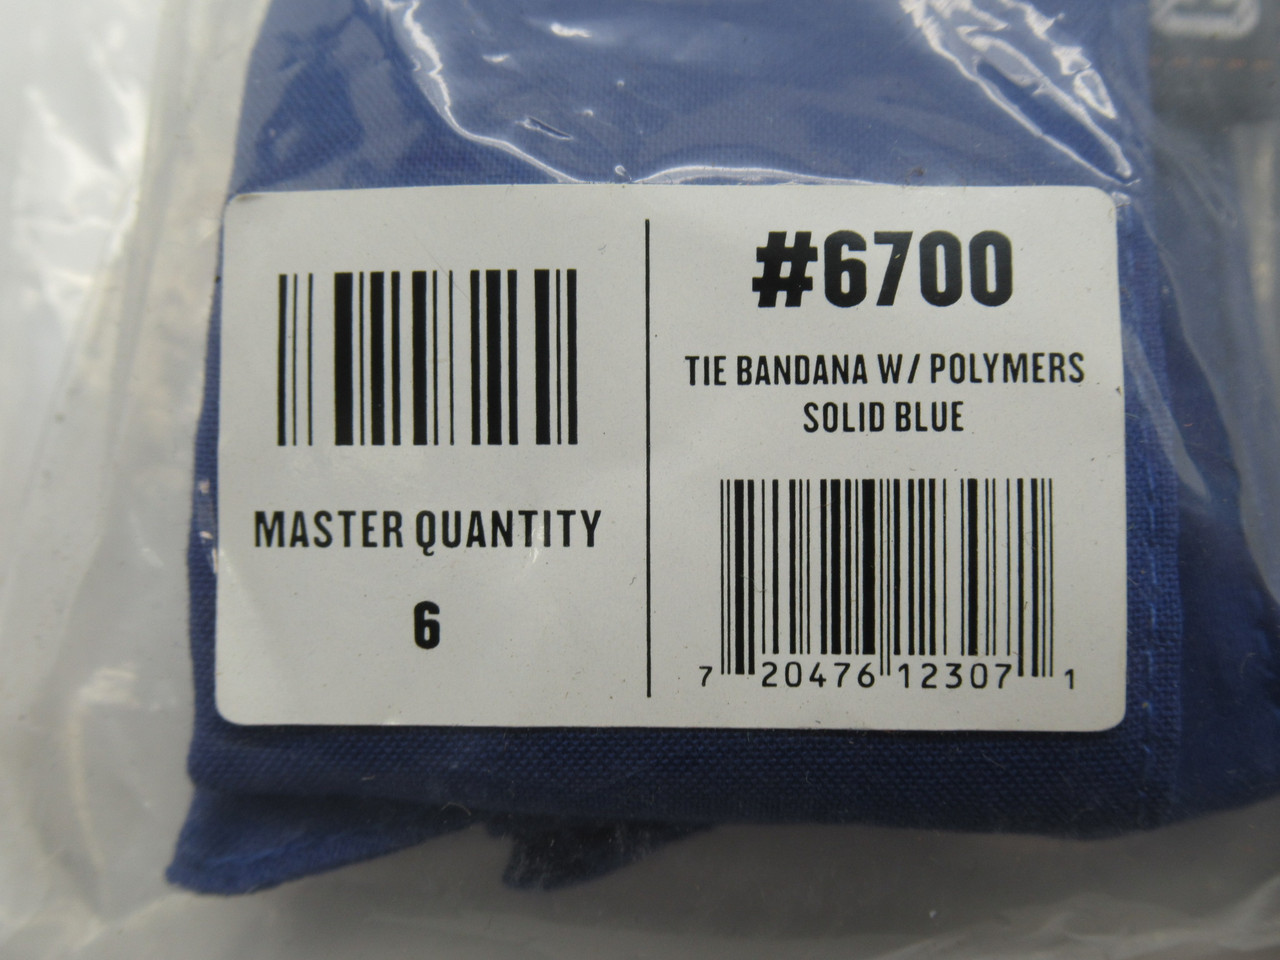 MASTER QUANTITY
6
#6700
TIE BANDANA W/ POLYMERS
SOLID BLUE
7 20476 12307 1